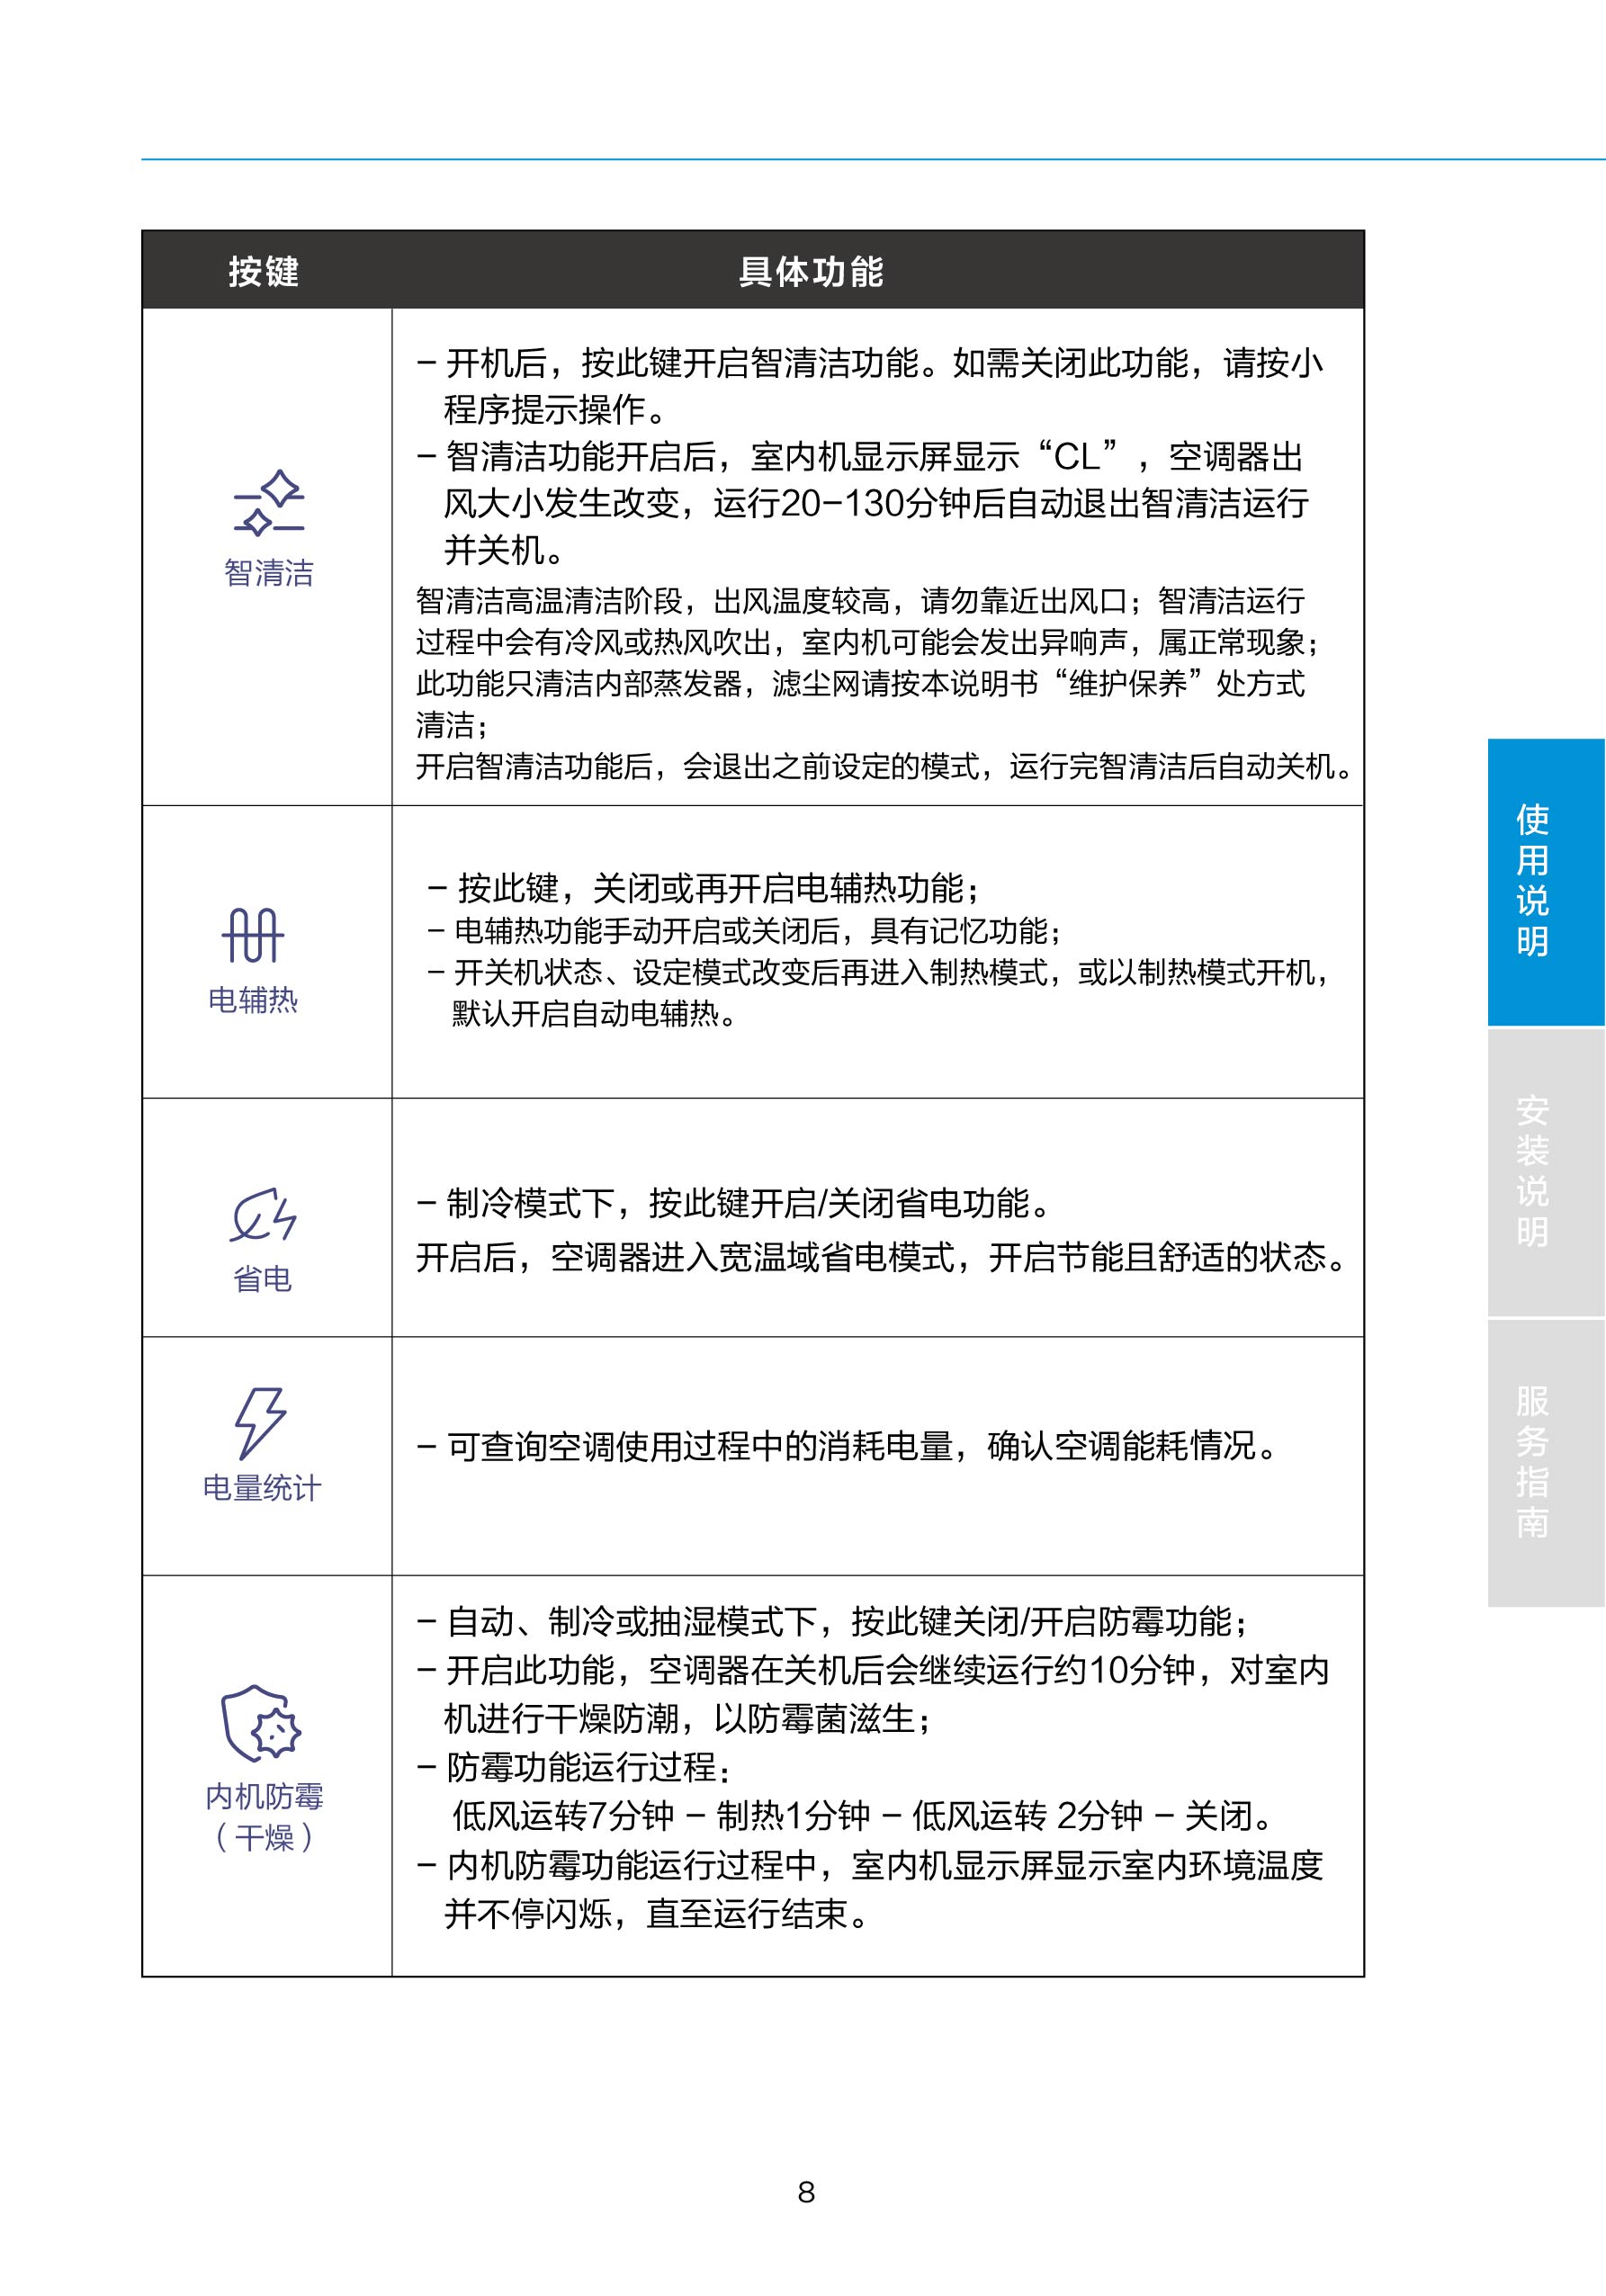 按键
具体功能
智清洁
- 开机后，按此键开启智清洁功能。如需关闭此功能，请按小
程序提示操作。
- 智清洁功能开启后，室内机显示屏显示“CL”，空调器出
风大小发生改变，运行20-130分钟后自动退出智清洁运行
并关机。
智清洁高温清洁阶段，出风温度较高，请勿靠近出风口；智清洁运行
过程中会有冷风或热风吹出，室内机可能会发出异响声，属正常现象；
此功能只清洁内部蒸发器，滤尘网请按本说明书“维护保养”处方式
清洁；
开启智清洁功能后，会退出之前设定的模式，运行完智清洁后自动关机。
电辅热
- 按此键，关闭或再开启电辅热功能；
- 电辅热功能手动开启或关闭后，具有记忆功能；
- 开关机状态、设定模式改变后再进入制热模式，或以制热模式开机，
默认开启自动电辅热。
省电
- 制冷模式下，按此键开启/关闭省电功能。
开启后，空调器进入宽温域省电模式，开启节能且舒适的状态。
电量统计
- 可查询空调使用过程中的消耗电量，确认空调能耗情况。
内机防霉
（干燥）
- 自动、制冷或抽湿模式下，按此键关闭/开启防霉功能；
- 开启此功能，空调器在关机后会继续运行约10分钟，对室内
机进行干燥防潮，以防霉菌滋生；
- 防霉功能运行过程：
低风运转7分钟 - 制热1分钟 - 低风运转 2分钟 - 关闭。
- 内机防霉功能运行过程中，室内机显示屏显示室内环境温度
并不停闪烁，直至运行结束。
使用说明
安装说明
服务指南
8